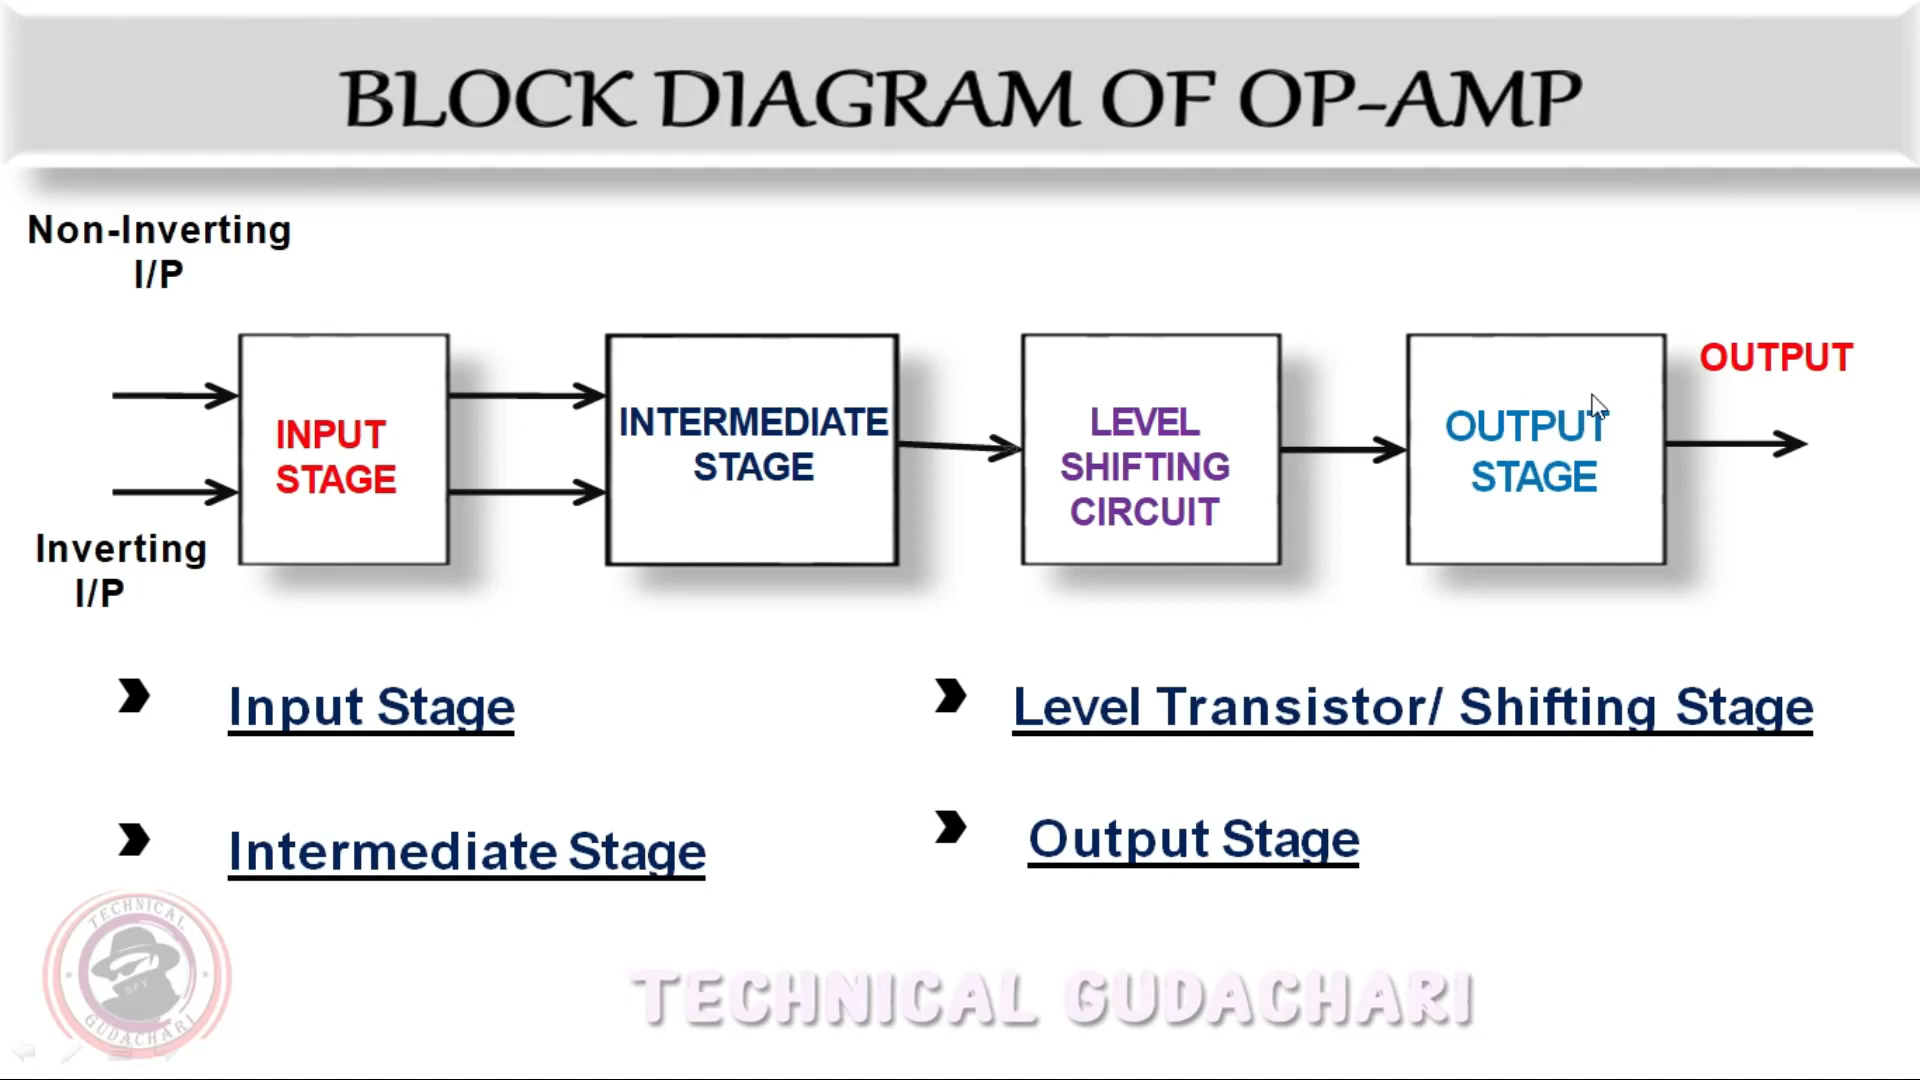 BLOCK DIAGRAM OF OP-AMP
Non-Inverting
I/P
Inverting
I/P
INPUT
STAGE
INTERMEDIATE
STAGE
LEVEL
SHIFTING
CIRCUIT
OUTPUT
STAGE
OUTPUT
Input Stage
Intermediate Stage
Level Transistor/ Shifting Stage
Output Stage
TECHNICAL
SPY
GUDACHARI
TECHNICAL GUDACHARI